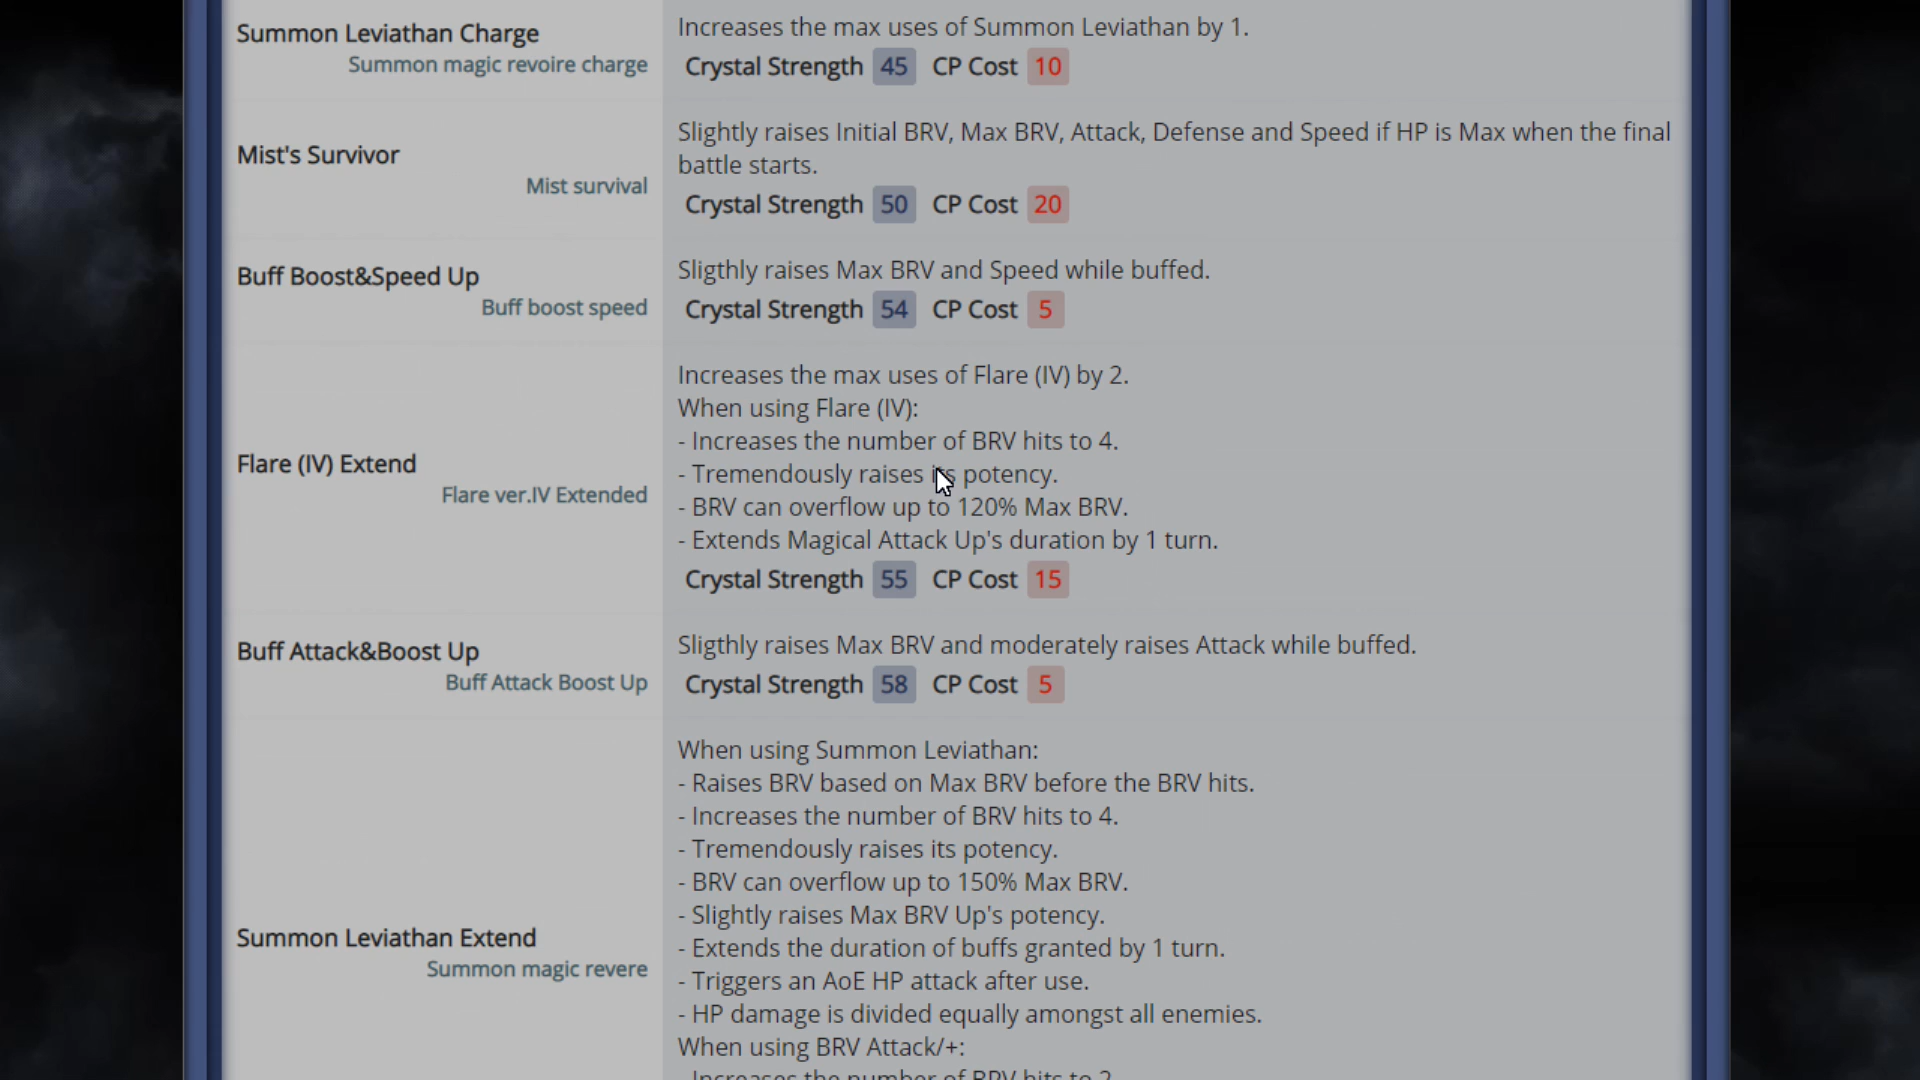 Summon Leviathan Charge
Summon magic revoire charge
Increases the max uses of Summon Leviathan by 1.
Crystal Strength 45 CP Cost 10
Mist's Survivor
Mist survival
Slightly raises Initial BRV, Max BRV, Attack, Defense and Speed if HP is Max when the final
battle starts.
Crystal Strength 50 CP Cost 20
Buff Boost&Speed Up
Buff boost speed
Sligthly raises Max BRV and Speed while buffed.
Crystal Strength 54 CP Cost 5
Flare (IV) Extend
Flare ver.IV Extended
Increases the max uses of Flare (IV) by 2.
When using Flare (IV):
- Increases the number of BRV hits to 4.
- Tremendously raises its potency.
- BRV can overflow up to 120% Max BRV.
- Extends Magical Attack Up's duration by 1 turn.
Crystal Strength 55 CP Cost 15
Buff Attack&Boost Up
Buff Attack Boost Up
Sligthly raises Max BRV and moderately raises Attack while buffed.
Crystal Strength 58 CP Cost 5
Summon Leviathan Extend
Summon magic revere
When using Summon Leviathan:
- Raises BRV based on Max BRV before the BRV hits.
- Increases the number of BRV hits to 4.
- Tremendously raises its potency.
- BRV can overflow up to 150% Max BRV.
- Slightly raises Max BRV Up's potency.
- Extends the duration of buffs granted by 1 turn.
- Triggers an AoE HP attack after use.
- HP damage is divided equally amongst all enemies.
When using BRV Attack/+:
- Increases the number of BRV hits to 2